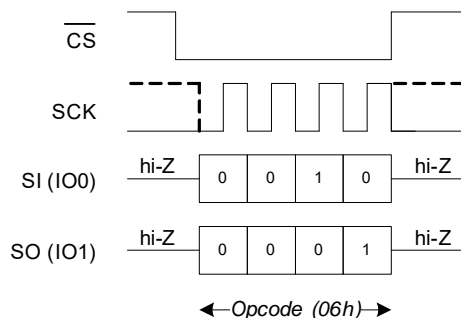 CS
SCK
SI (IO0) hi-Z 0 0 1 0 hi-Z
SO (IO1) hi-Z 0 0 0 1 hi-Z
Opcode (06h)